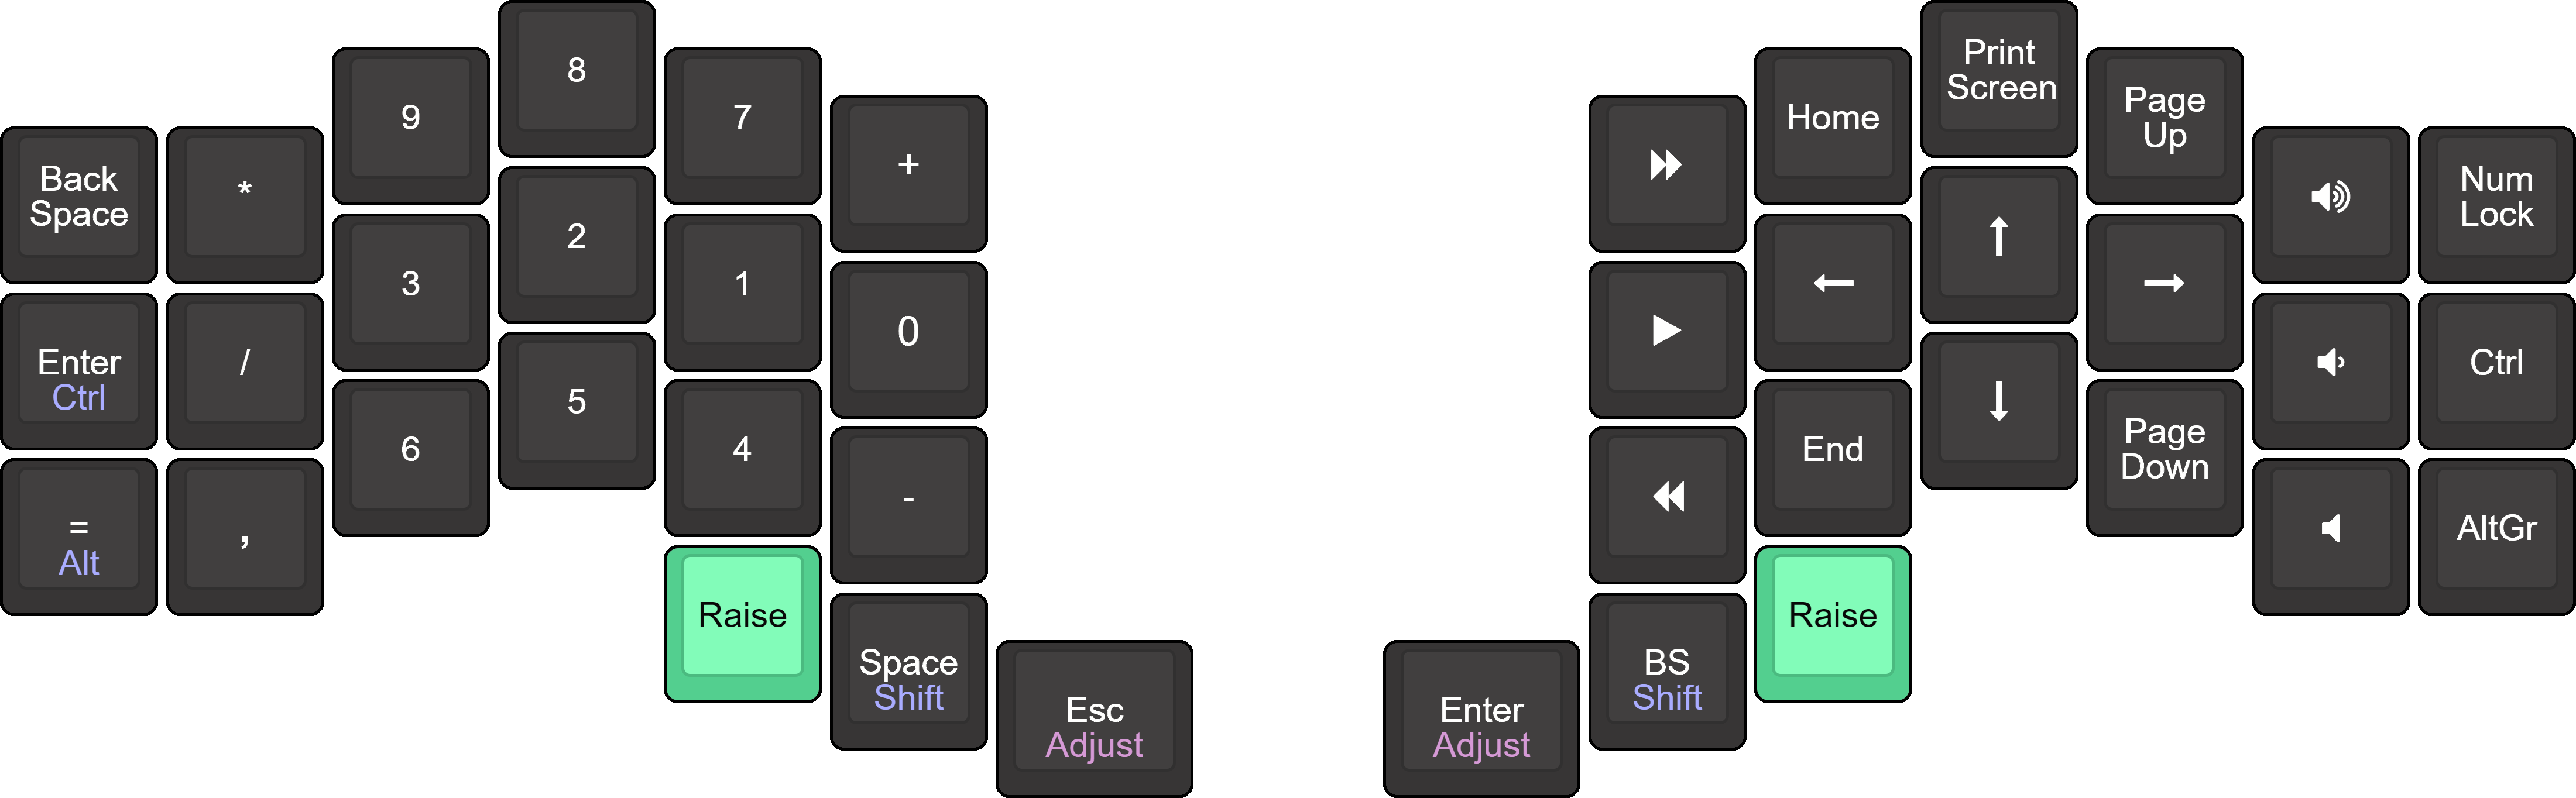 Back
Space
*
9
8
7
+
Home
Print
Screen
Page
Up
Num
Lock
Enter
Ctrl
/
3
2
1
0
←
↑
→
Ctrl
=
Alt
,
6
5
4
-
End
↓
Page
Down
AltGr
Raise
Space
Shift
Esc
Adjust
Enter
Adjust
BS
Shift
Raise